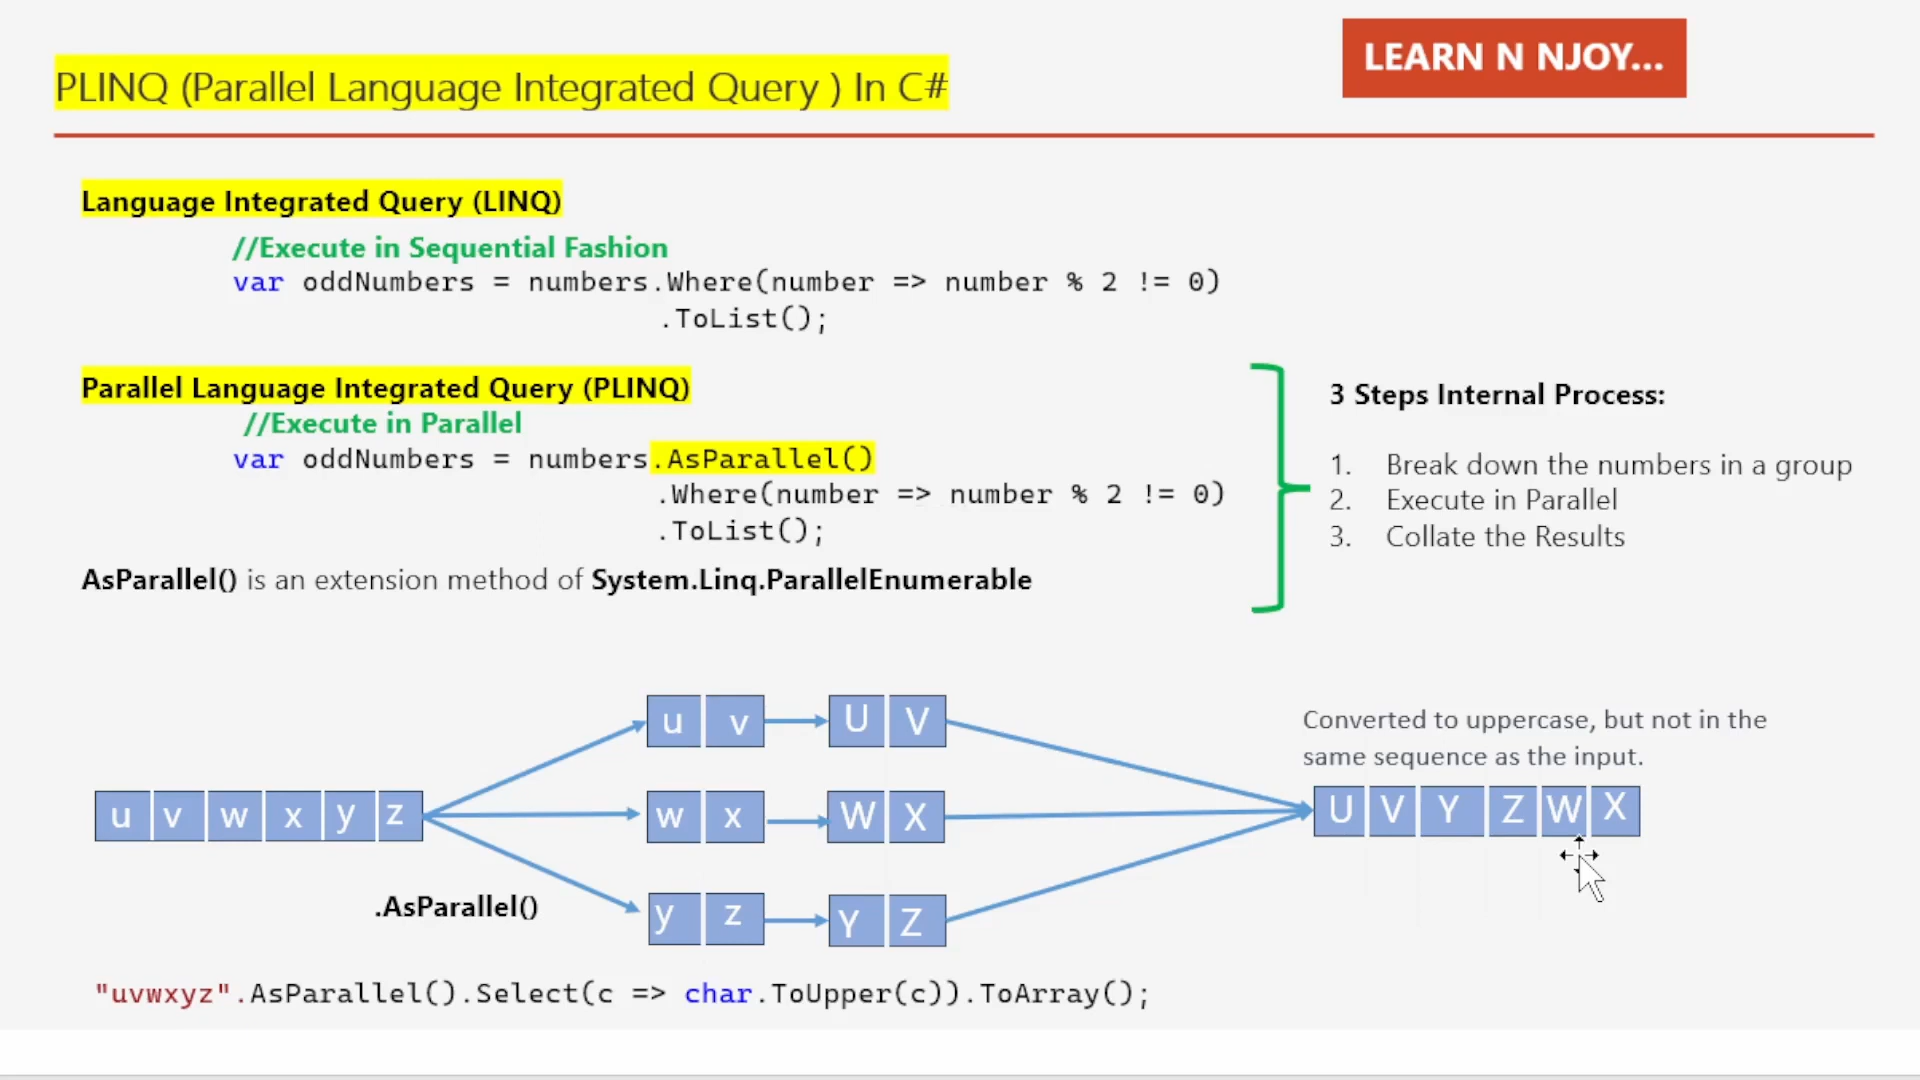 LEARN N NJOY...
PLINQ (Parallel Language Integrated Query ) In C#
Language Integrated Query (LINQ)
//Execute in Sequential Fashion
var oddNumbers = numbers.Where(number => number % 2 != 0)
.ToList();
Parallel Language Integrated Query (PLINQ)
//Execute in Parallel
var oddNumbers = numbers.AsParallel()
.Where(number => number % 2 != 0)
.ToList();
AsParallel() is an extension method of System.Linq.ParallelEnumerable
3 Steps Internal Process:
1. Break down the numbers in a group
2. Execute in Parallel
3. Collate the Results
u v w x y z
.AsParallel()
u v
U V
w x
W X
y z
Y Z
Converted to uppercase, but not in the
same sequence as the input.
U V Y Z W X
"uvwxyz".AsParallel().Select(c => char.ToUpper(c)).ToArray();